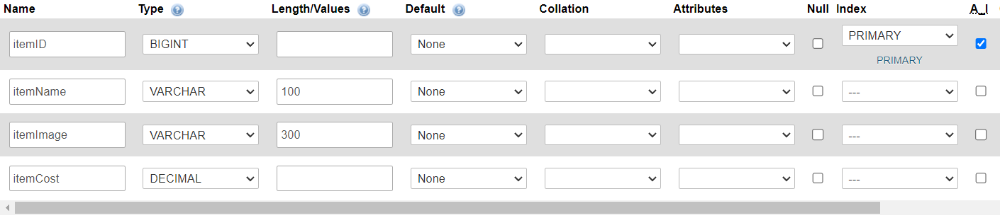 Name Type Length/Values Default Collation Attributes Null Index A_I
itemID BIGINT None PRIMARY
PRIMARY
itemName VARCHAR 100 None ---
itemImage VARCHAR 300 None ---
itemCost DECIMAL None ---